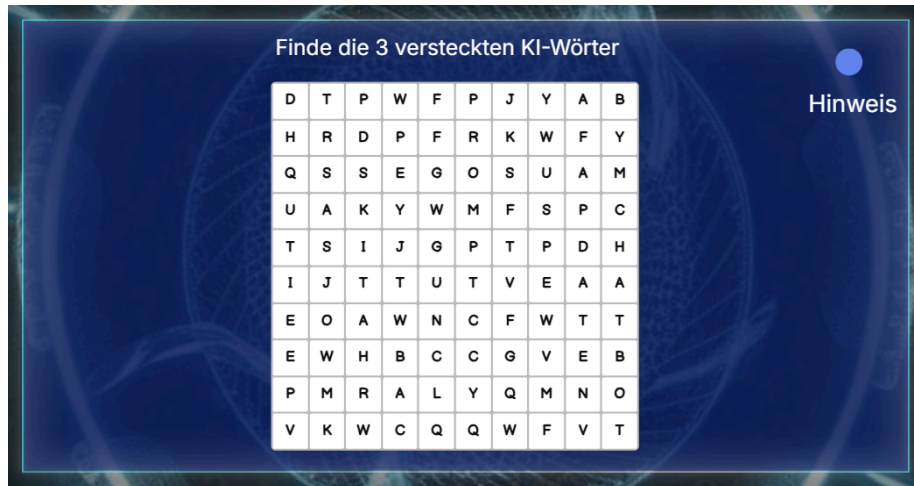 Finde die 3 versteckten KI-Wörter
Hinweis
D T P W F P J Y A B
H R D P F R K W F Y
Q S S E G O S U A M
U A K Y W M F S P C
T S I J G P T P D H
I J T T U T V E A A
E O A W N C F W T T
E W H B C C G V E B
P M R A L Y Q M N O
V K W C Q Q W F V T